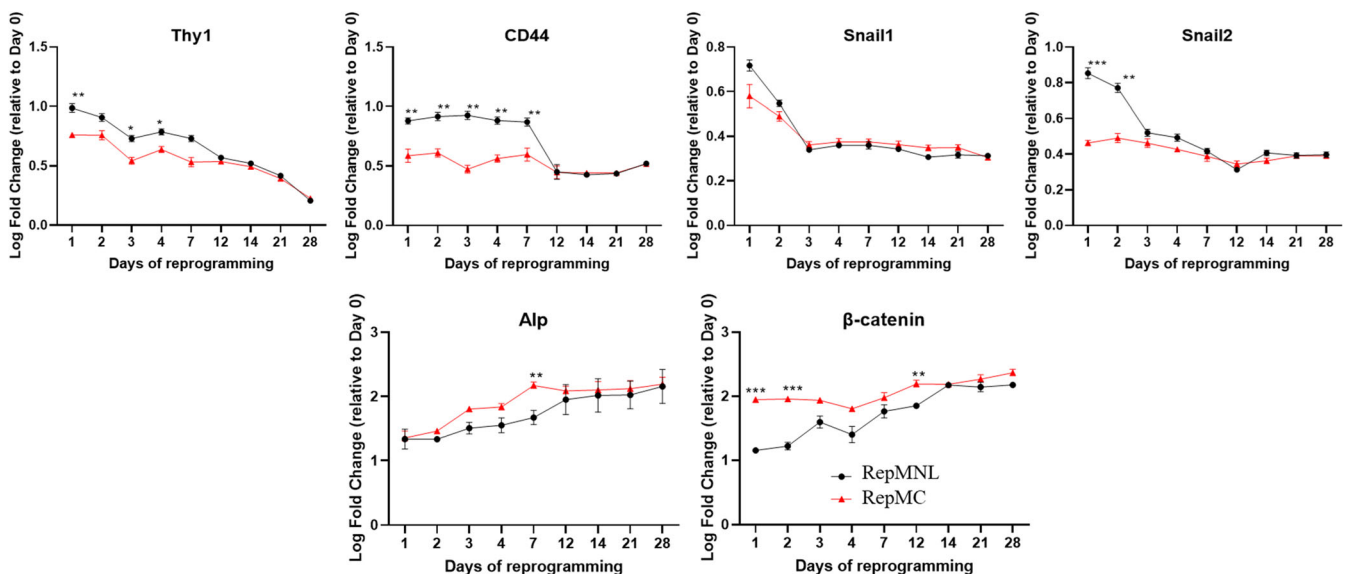 Thy1
Log Fold Change (relative to Day 0)
1.5
1.0
0.5
0.0
**
*
*
1 2 3 4 7 12 14 21 28
Days of reprogramming
CD44
Log Fold Change (relative to Day 0)
1.5
1.0
0.5
0.0
** ** ** ** **
1 2 3 4 7 12 14 21 28
Days of reprogramming
Snail1
Log Fold Change (relative to Day 0)
0.8
0.6
0.4
0.2
0.0
1 2 3 4 7 12 14 21 28
Days of reprogramming
Snail2
Log Fold Change (relative to Day 0)
0.8
0.6
0.4
0.2
0.0
***
**
1 2 3 4 7 12 14 21 28
Days of reprogramming
Alp
Log Fold Change (relative to Day 0)
3
2
1
0
**
1 2 3 4 7 12 14 21 28
Days of reprogramming
β-catenin
Log Fold Change (relative to Day 0)
3
2
1
0
*** *** **
RepMNL
RepMC
1 2 3 4 7 12 14 21 28
Days of reprogramming